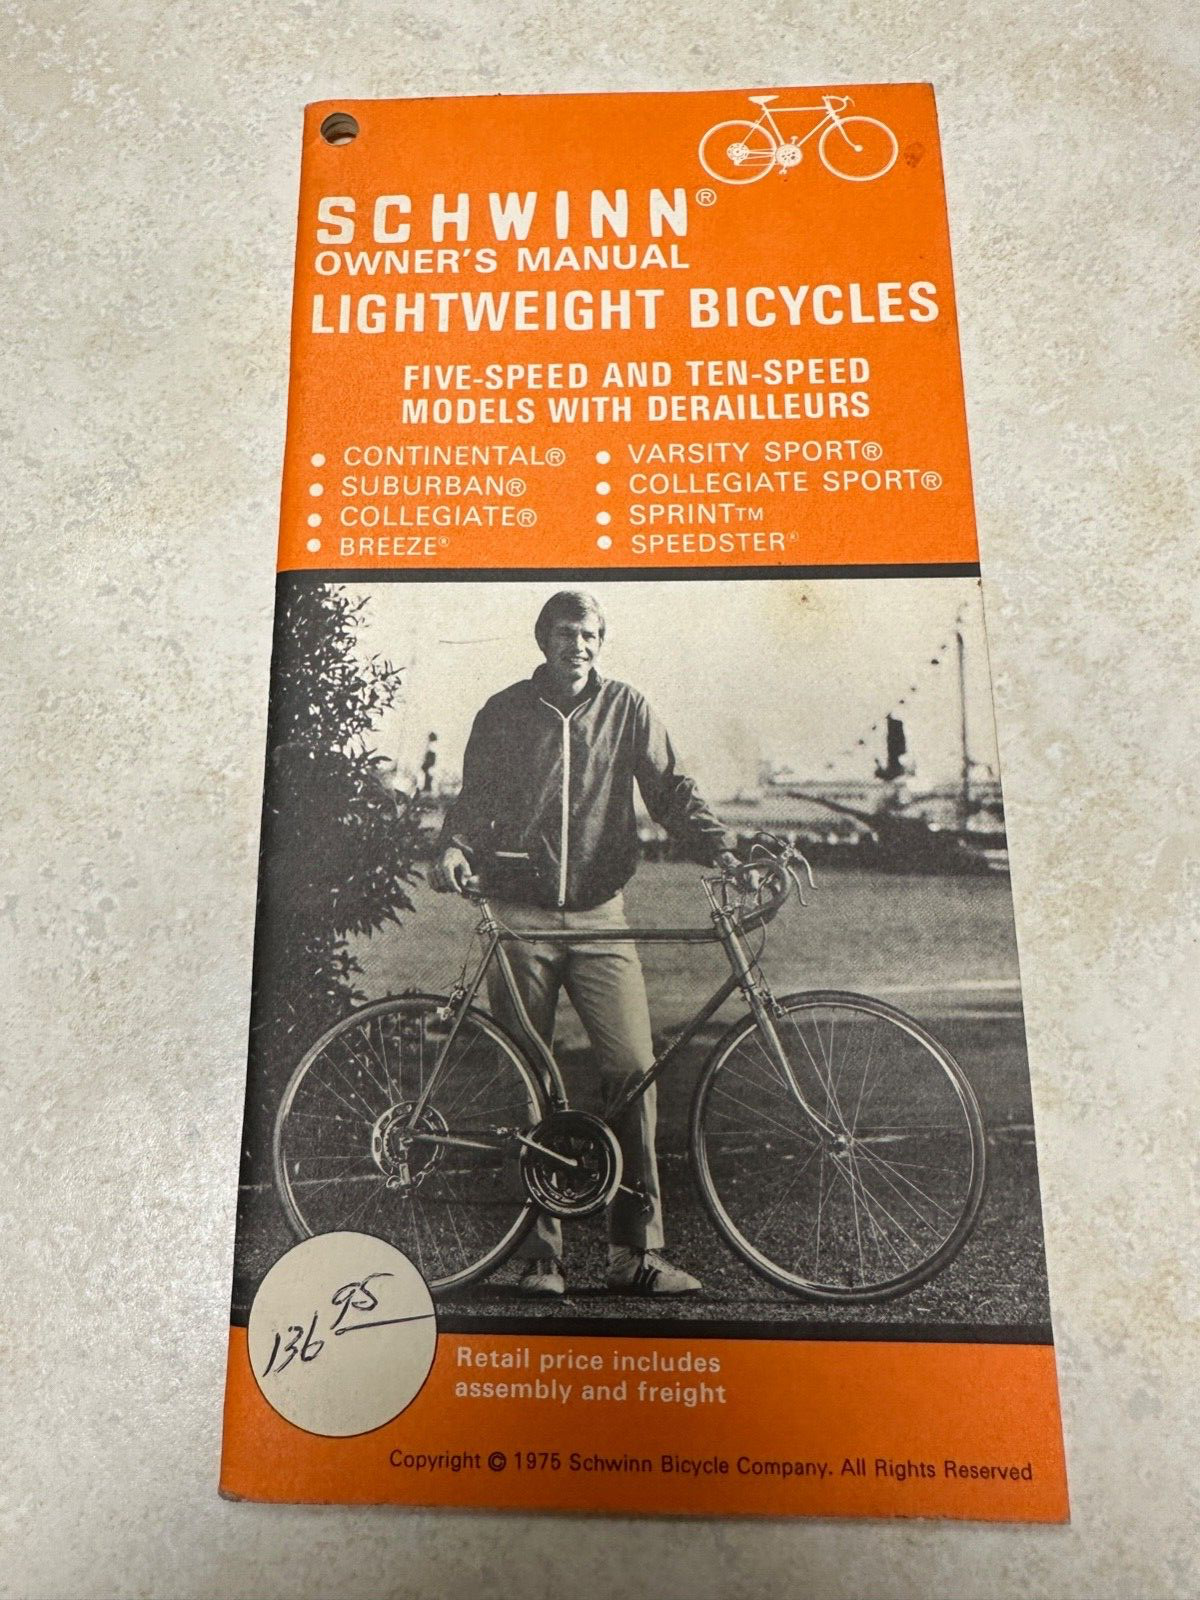 SCHWINN®
OWNER'S MANUAL
LIGHTWEIGHT BICYCLES
FIVE-SPEED AND TEN-SPEED
MODELS WITH DERAILLEURS
• CONTINENTAL® • VARSITY SPORT®
• SUBURBAN® • COLLEGIATE SPORT®
• COLLEGIATE® • SPRINT™
• BREEZE® • SPEEDSTER®
136 95
Retail price includes
assembly and freight
Copyright © 1975 Schwinn Bicycle Company. All Rights Reserved